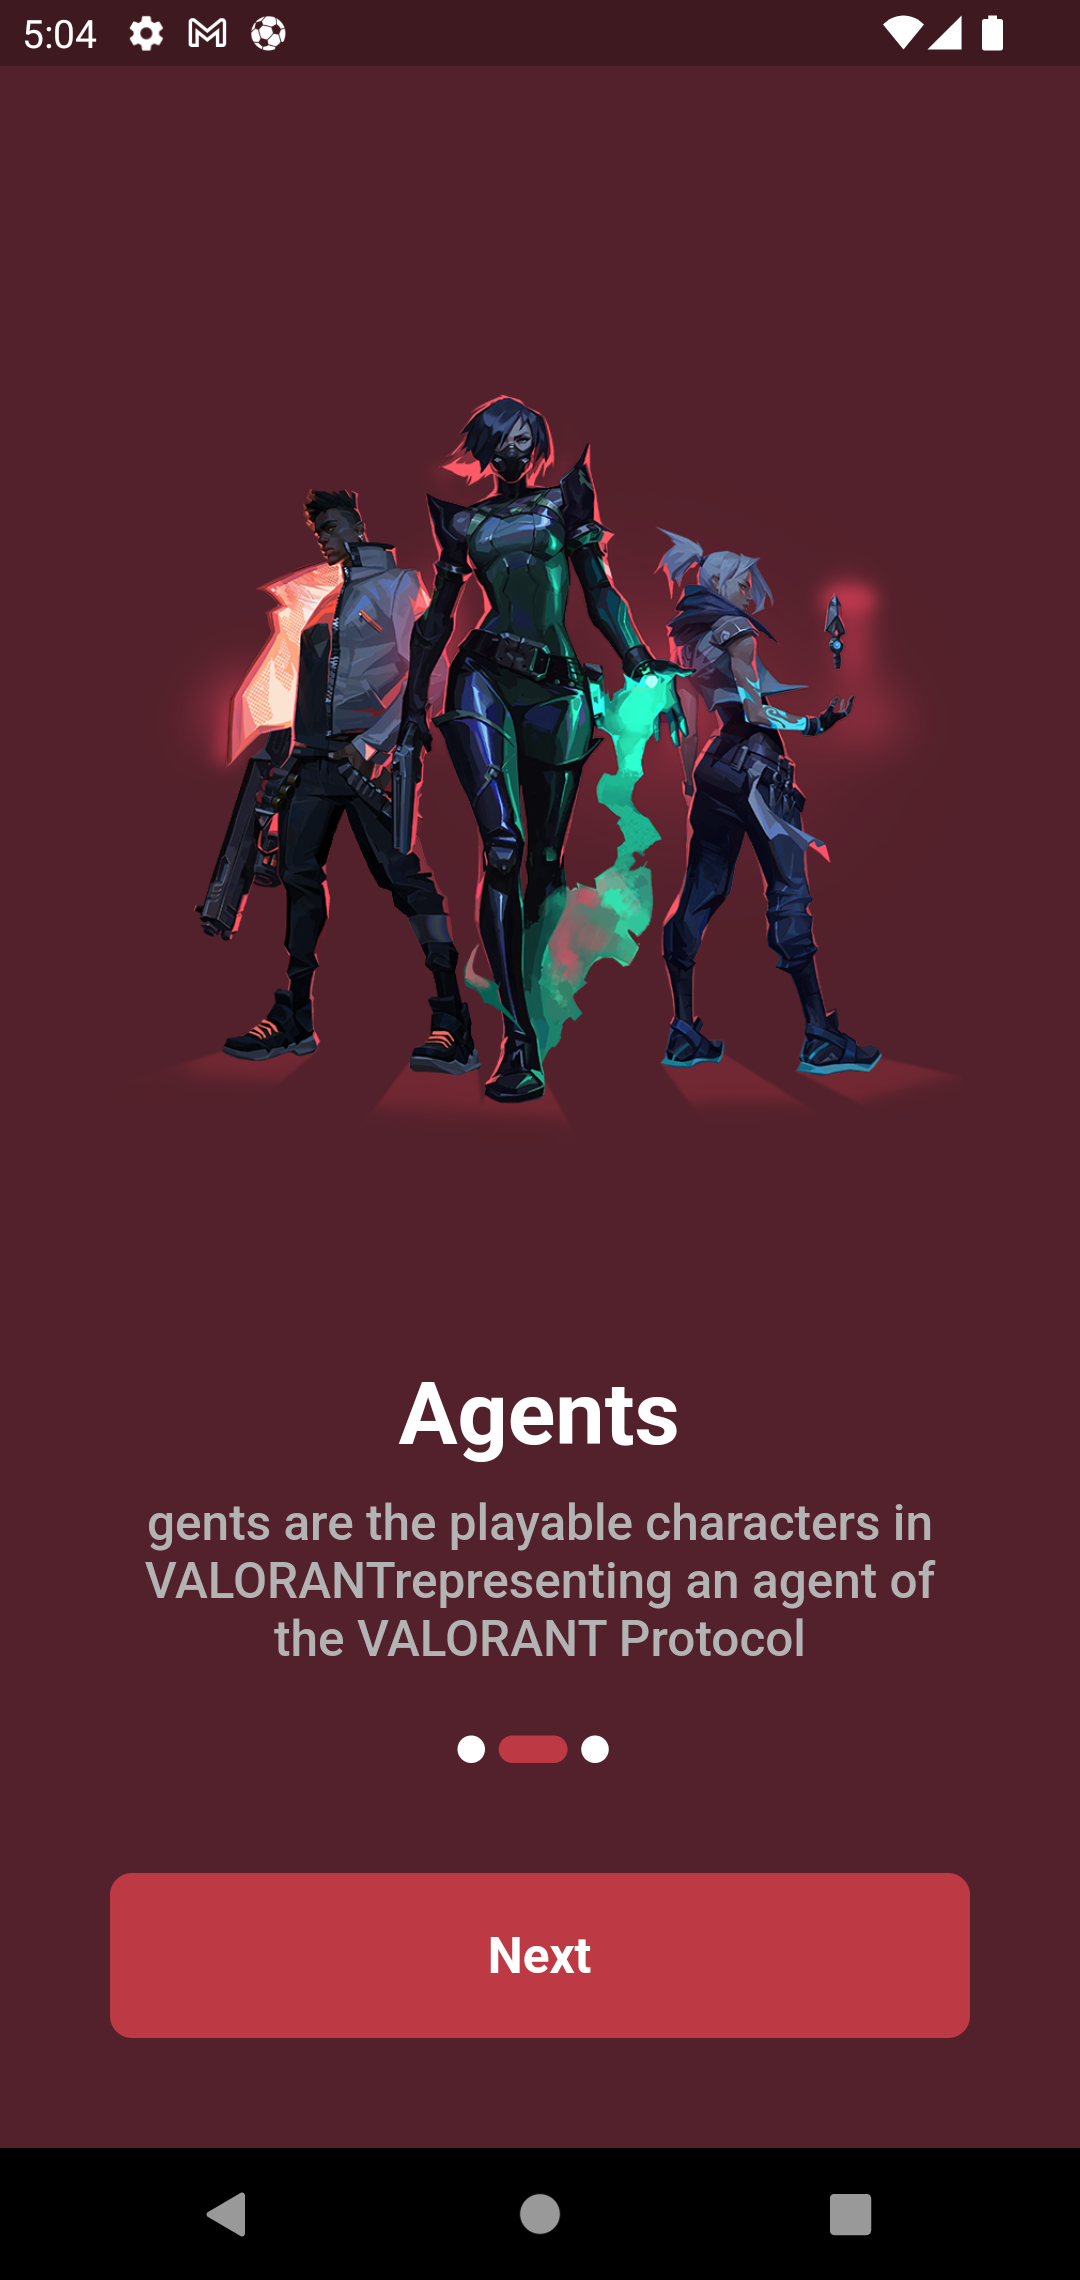 5:04
Agents
gents are the playable characters in
VALORANTrepresenting an agent of
the VALORANT Protocol
Next